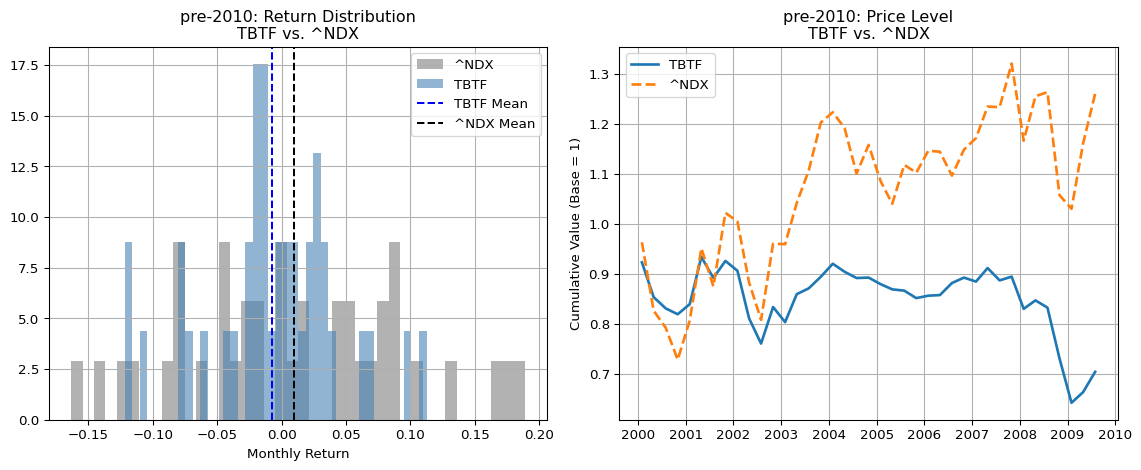 pre-2010: Return Distribution
TBTF vs. ^NDX
17.5
15.0
12.5
10.0
7.5
5.0
2.5
0.0
−0.15
−0.10
−0.05
0.00
0.05
0.10
0.15
0.20
Monthly Return
^NDX
TBTF
TBTF Mean
^NDX Mean
pre-2010: Price Level
TBTF vs. ^NDX
TBTF
^NDX
Cumulative Value (Base = 1)
1.3
1.2
1.1
1.0
0.9
0.8
0.7
2000
2001
2002
2003
2004
2005
2006
2007
2008
2009
2010